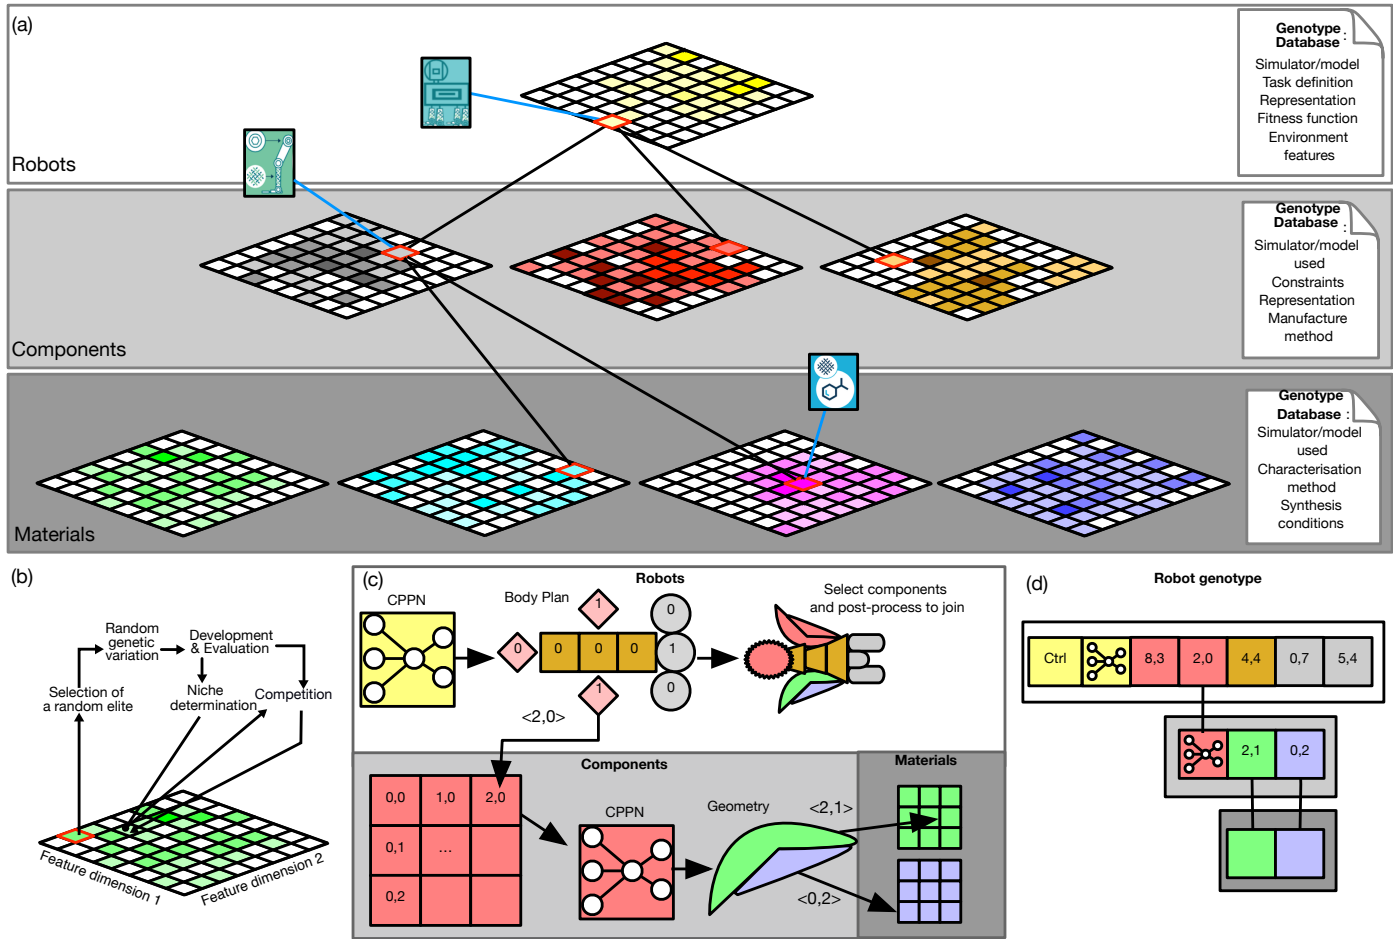 (a)
Genotype
Database :
Simulator/model
Task definition
Representation
Fitness function
Environment
features
Robots
Genotype
Database :
Simulator/model
used
Constraints
Representation
Manufacture
method
Components
Genotype
Database :
Simulator/model
used
Characterisation
method
Synthesis
conditions
Materials
(b)
Random
genetic
variation
Development
& Evaluation
Selection of
a random elite
Niche
determination
Competition
Feature dimension 1
Feature dimension 2
(c)
Robots
CPPN
Body Plan
1
0
0
0
0
0
1
1
0
Select components
and post-process to join
<2,0>
Components
0,0
1,0
2,0
0,1
...
0,2
CPPN
Geometry
Materials
<2,1>
<0,2>
(d)
Robot genotype
Ctrl
8,3
2,0
4,4
0,7
5,4
2,1
0,2